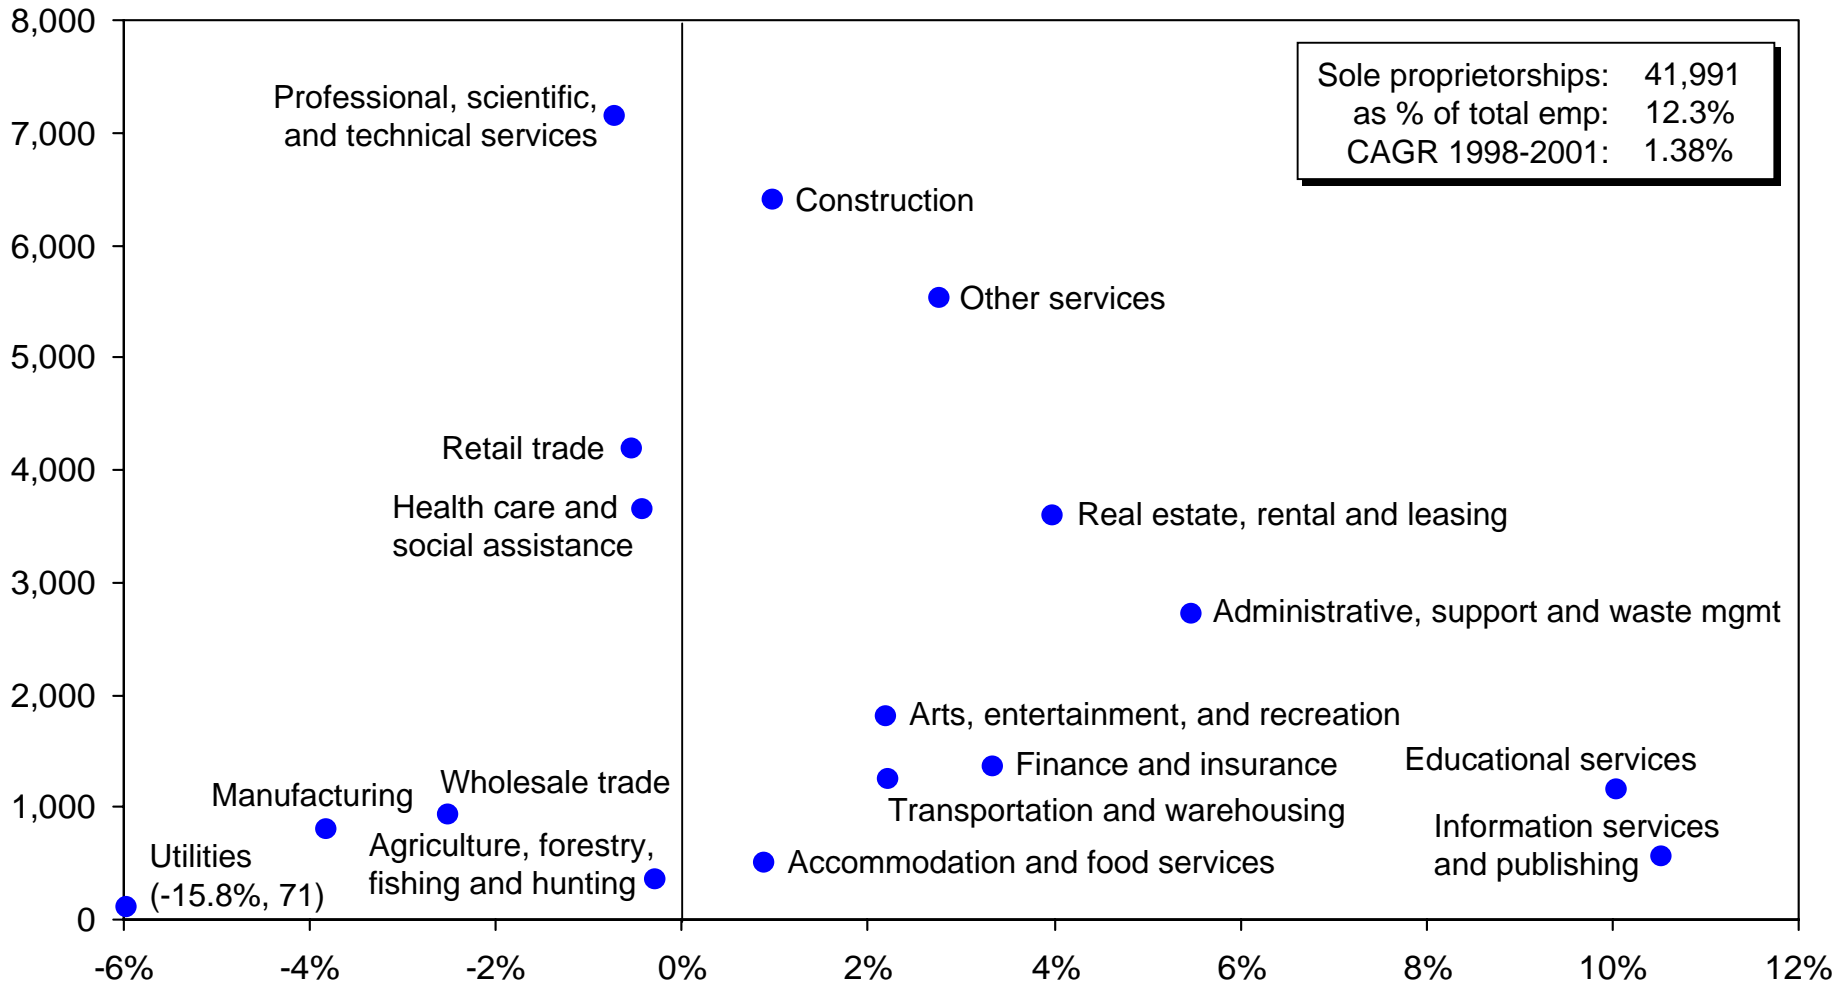 8,000
7,000
6,000
5,000
4,000
3,000
2,000
1,000
0
Sole proprietorships: 41,991
as % of total emp: 12.3%
CAGR 1998-2001: 1.38%
Professional, scientific,
and technical services
Construction
Other services
Retail trade
Health care and
social assistance
Real estate, rental and leasing
Administrative, support and waste mgmt
Arts, entertainment, and recreation
Finance and insurance
Educational services
Wholesale trade
Manufacturing
Transportation and warehousing
Information services
and publishing
Agriculture, forestry,
fishing and hunting
Utilities
(-15.8%, 71)
Accommodation and food services
-6%
-4%
-2%
0%
2%
4%
6%
8%
10%
12%